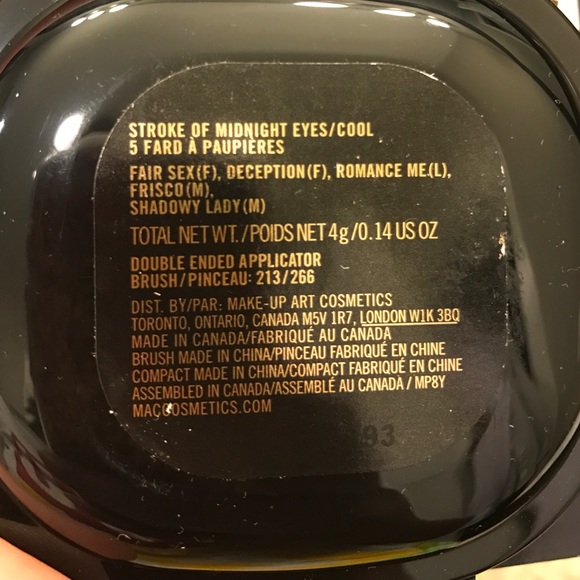 STROKE OF MIDNIGHT EYES/COOL
5 FARD À PAUPIÈRES
FAIR SEX(F), DECEPTION(F), ROMANCE ME(L),
FRISCO(M),
SHADOWY LADY(M)
TOTAL NET WT./POIDS NET 4g/0.14 US OZ
DOUBLE ENDED APPLICATOR
BRUSH/PINCEAU: 213/266
DIST. BY/PAR: MAKE-UP ART COSMETICS
TORONTO, ONTARIO, CANADA M5V 1R7, LONDON W1K 3BQ
MADE IN CANADA/FABRIQUÉ AU CANADA
BRUSH MADE IN CHINA/PINCEAU FABRIQUÉ EN CHINE
COMPACT MADE IN CHINA/COMPACT FABRIQUÉ EN CHINE
ASSEMBLED IN CANADA/ASSEMBLÉ AU CANADA / MP8Y
MACCOSMETICS.COM